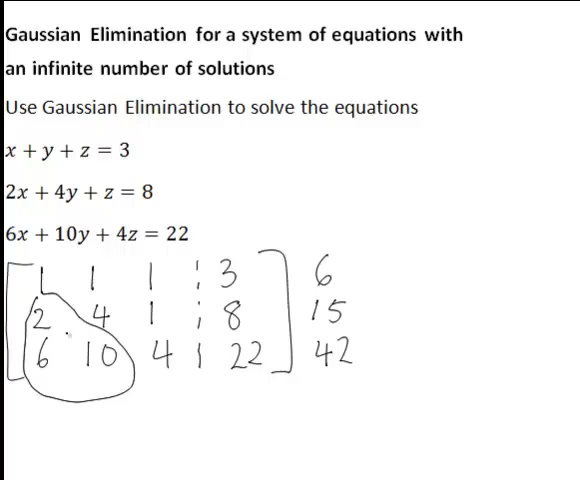 Gaussian Elimination for a system of equations with
an infinite number of solutions
Use Gaussian Elimination to solve the equations
x + y + z = 3
2x + 4y + z = 8
6x + 10y + 4z = 22
1 1 1 ¦ 3 6
2 4 1 ¦ 8 15
6 10 4 ¦ 22 42